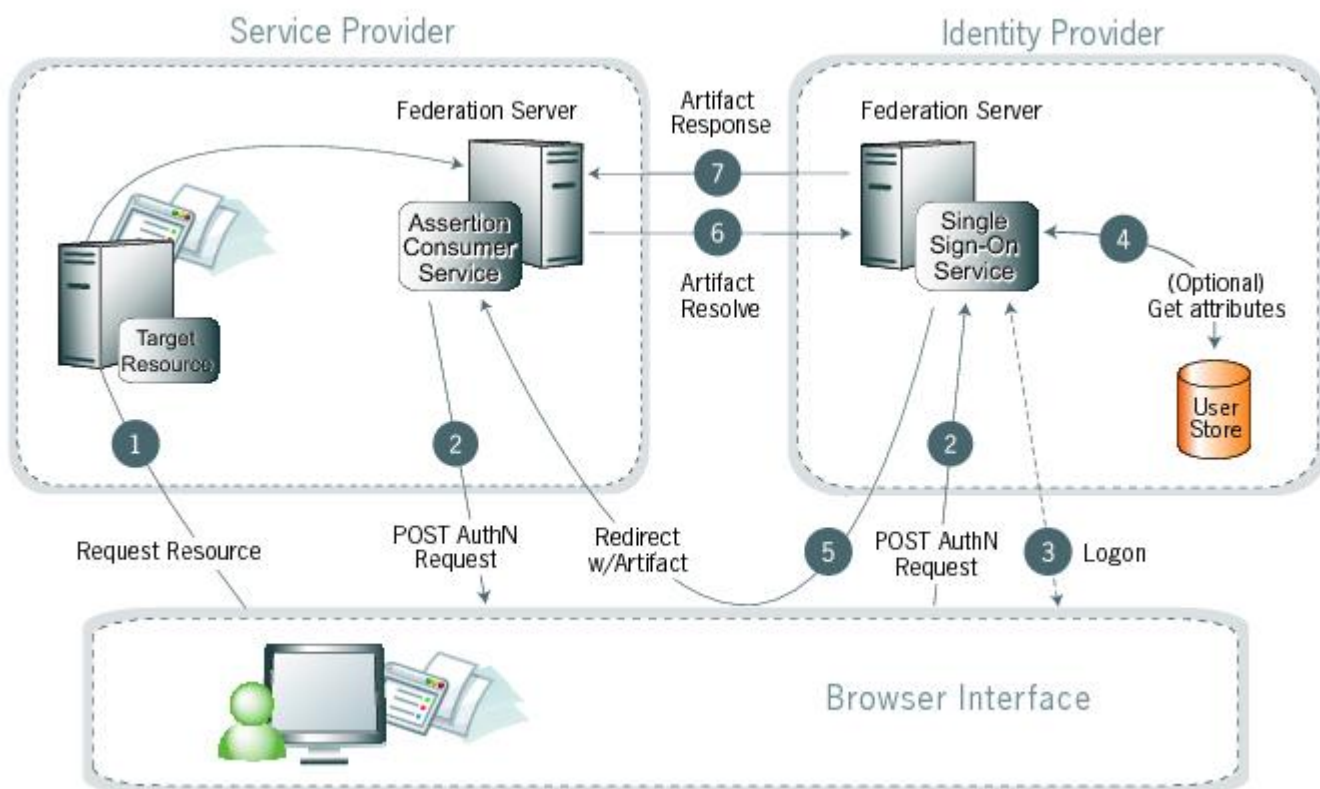 Service Provider
Identity Provider
Federation Server
Artifact
Response
Federation Server
7
Assertion
Consumer
Service
6
Single
Sign-On
Service
4
Artifact
Resolve
(Optional)
Get attributes
Target
Resource
User
Store
1
2
2
Request Resource
POST AuthN
Request
Redirect
w/Artifact
5
POST AuthN
Request
3
Logon
Browser Interface